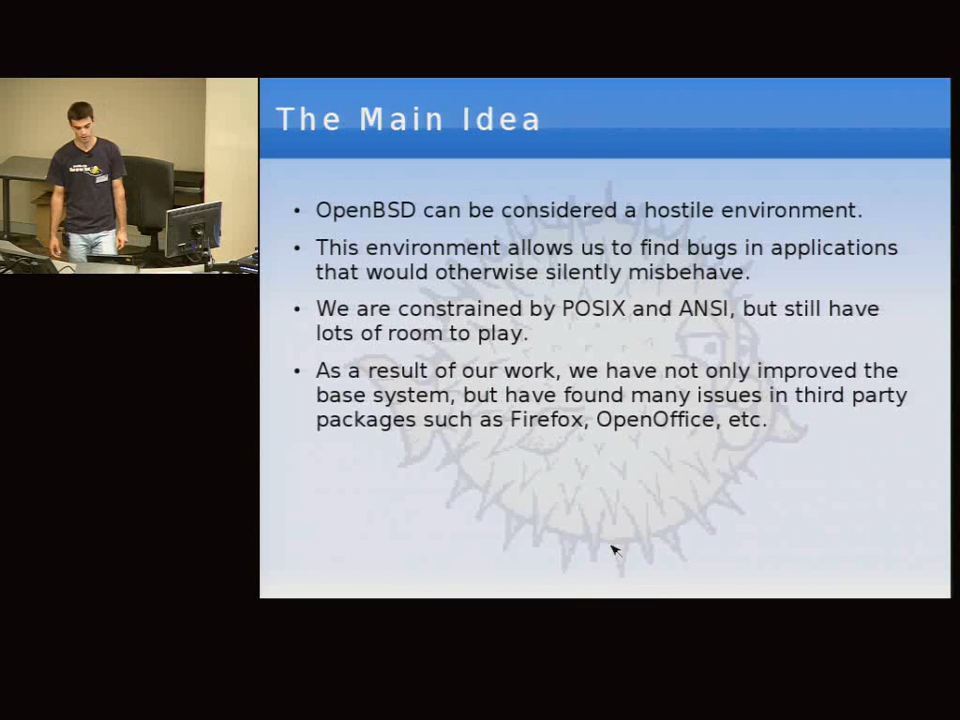 The Main Idea
• OpenBSD can be considered a hostile environment.
• This environment allows us to find bugs in applications
that would otherwise silently misbehave.
• We are constrained by POSIX and ANSI, but still have
lots of room to play.
• As a result of our work, we have not only improved the
base system, but have found many issues in third party
packages such as Firefox, OpenOffice, etc.